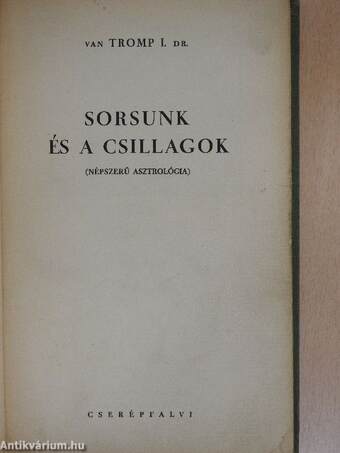 VAN TROMP I. DR.
SORSUNK
ÉS A CSILLAGOK
(NÉPSZERŰ ASZTROLÓGIA)
CSERÉPFALVI
Antikvárium.hu